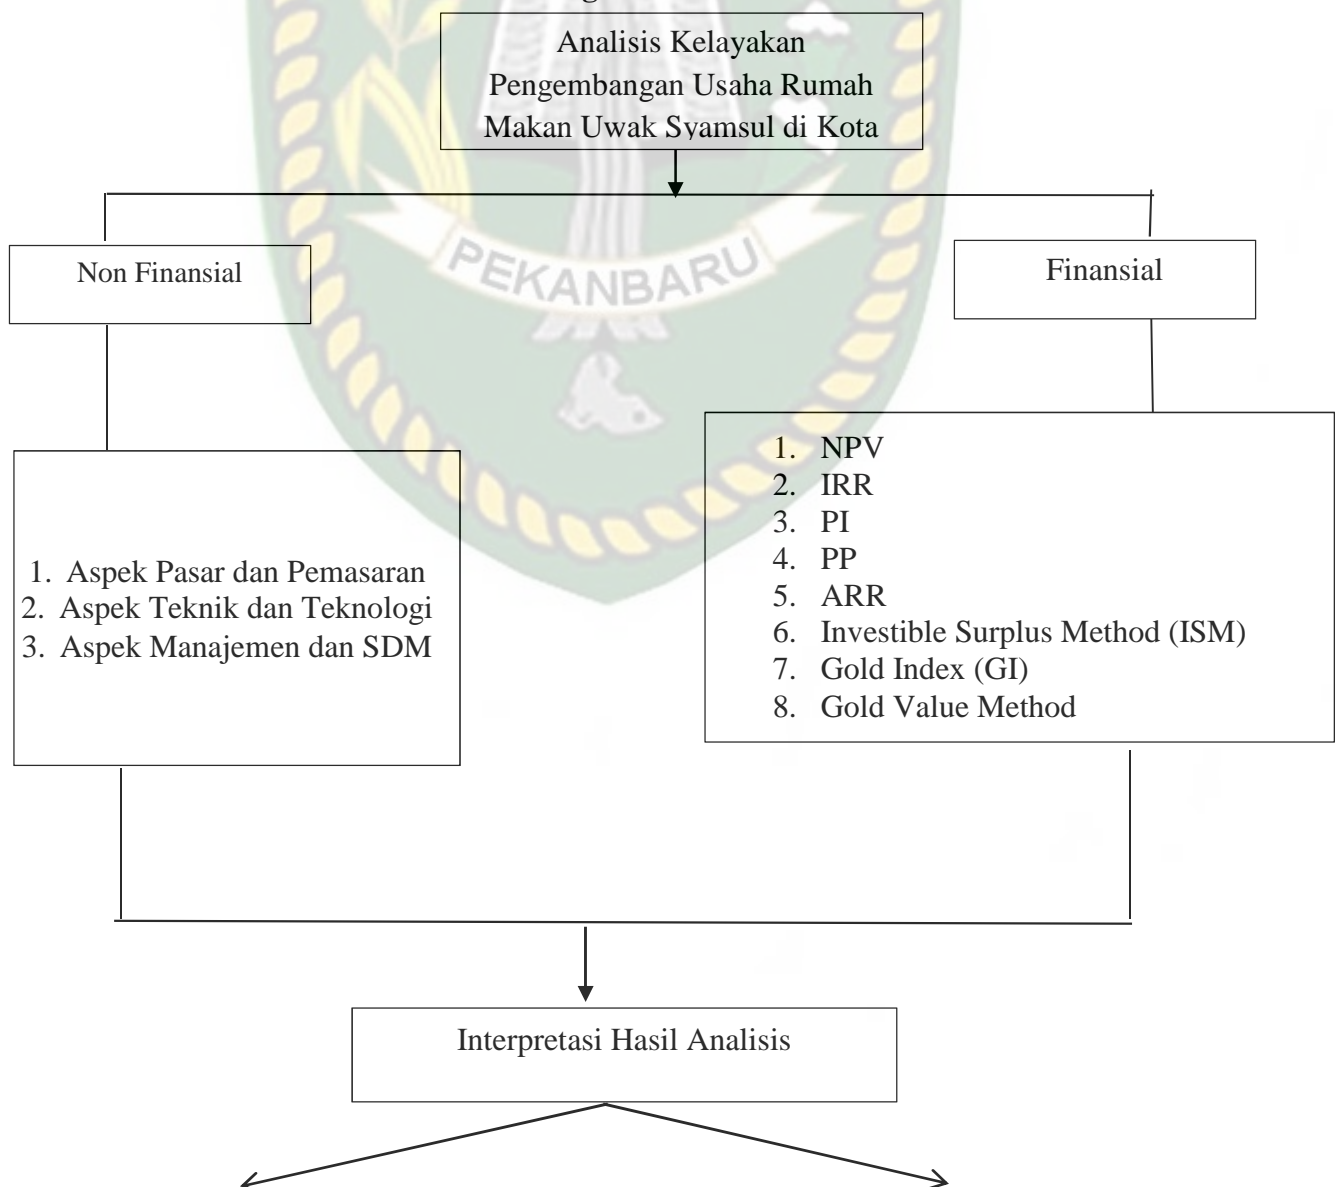 Analisis Kelayakan
Pengembangan Usaha Rumah
Makan Uwak Syamsul di Kota
Non Finansial
Finansial
PEKANBARU
1. Aspek Pasar dan Pemasaran
2. Aspek Teknik dan Teknologi
3. Aspek Manajemen dan SDM
1. NPV
2. IRR
3. PI
4. PP
5. ARR
6. Investible Surplus Method (ISM)
7. Gold Index (GI)
8. Gold Value Method
Interpretasi Hasil Analisis